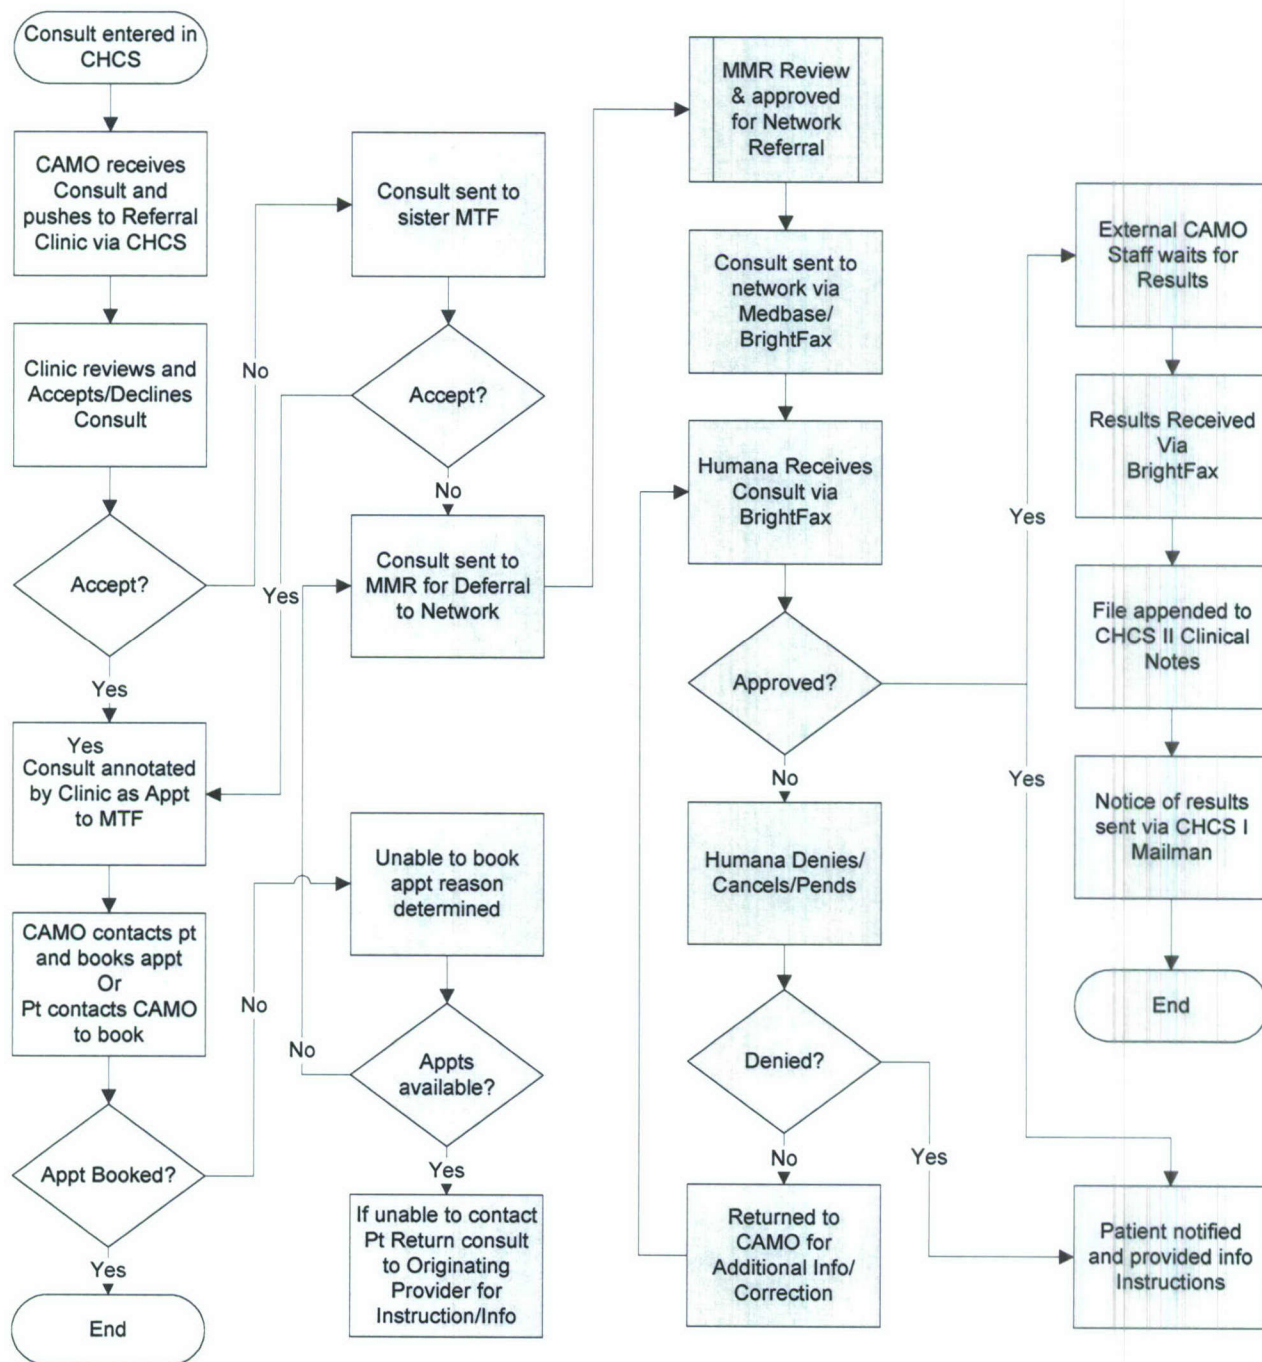 Consult entered in
CHCS
CAMO receives
Consult and
pushes to Referral
Clinic via CHCS
Clinic reviews and
Accepts/Declines
Consult
Accept?
Yes
No
Yes
Consult annotated
by Clinic as Appt
to MTF
CAMO contacts pt
and books appt
Or
Pt contacts CAMO
to book
Appt Booked?
No
Yes
End
Consult sent to
sister MTF
Accept?
Yes
No
Consult sent to
MMR for Deferral
to Network
Unable to book
appt reason
determined
Appts
available?
No
Yes
If unable to contact
Pt Return consult
to Originating
Provider for
Instruction/Info
MMR Review
& approved
for Network
Referral
Consult sent to
network via
Medbase/
BrightFax
Humana Receives
Consult via
BrightFax
Approved?
Yes
Yes
No
Humana Denies/
Cancels/Pends
Denied?
Yes
No
Returned to
CAMO for
Additional Info/
Correction
External CAMO
Staff waits for
Results
Results Received
Via
BrightFax
File appended to
CHCS II Clinical
Notes
Notice of results
sent via CHCS I
Mailman
End
Patient notified
and provided info
Instructions